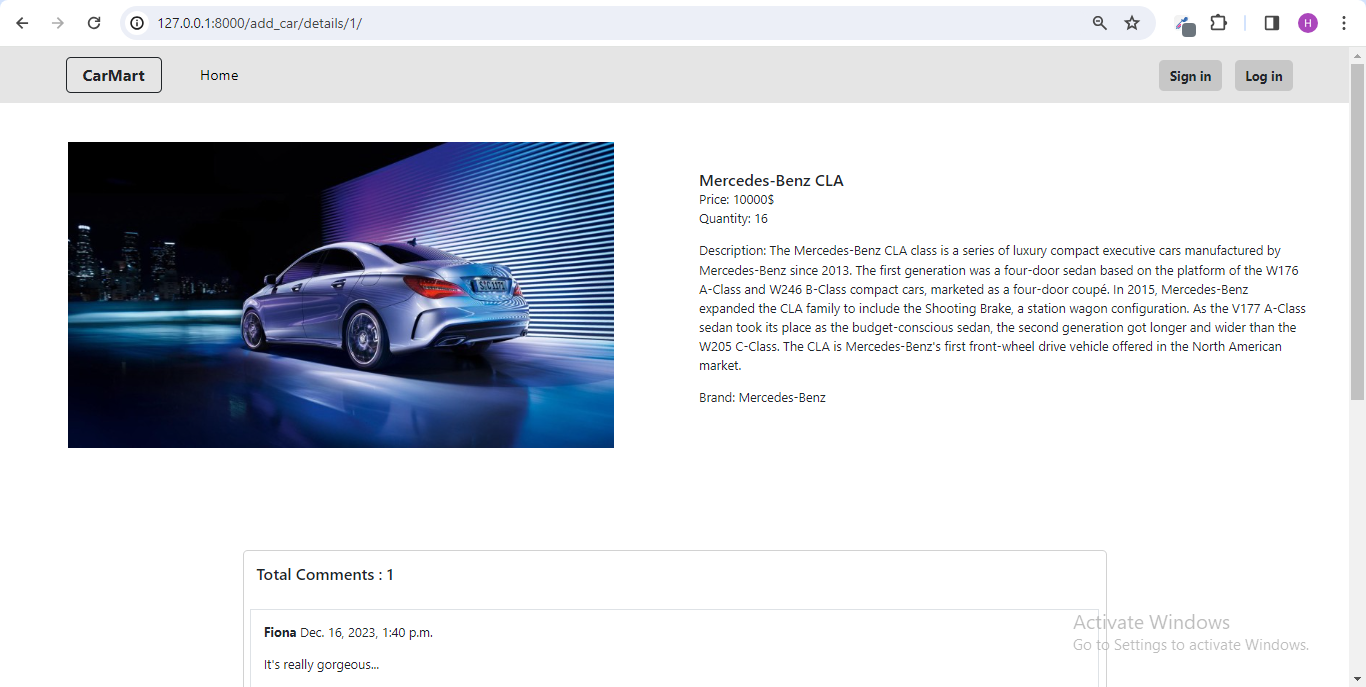 127.0.0.1:8000/add_car/details/1/
H
CarMart
Home
Sign in
Log in
Mercedes-Benz CLA
Price: 10000$
Quantity: 16
Description: The Mercedes-Benz CLA class is a series of luxury compact executive cars manufactured by
Mercedes-Benz since 2013. The first generation was a four-door sedan based on the platform of the W176
A-Class and W246 B-Class compact cars, marketed as a four-door coupé. In 2015, Mercedes-Benz
expanded the CLA family to include the Shooting Brake, a station wagon configuration. As the V177 A-Class
sedan took its place as the budget-conscious sedan, the second generation got longer and wider than the
W205 C-Class. The CLA is Mercedes-Benz's first front-wheel drive vehicle offered in the North American
market.
Brand: Mercedes-Benz
Total Comments : 1
Fiona Dec. 16, 2023, 1:40 p.m.
It's really gorgeous...
Activate Windows
Go to Settings to activate Windows.